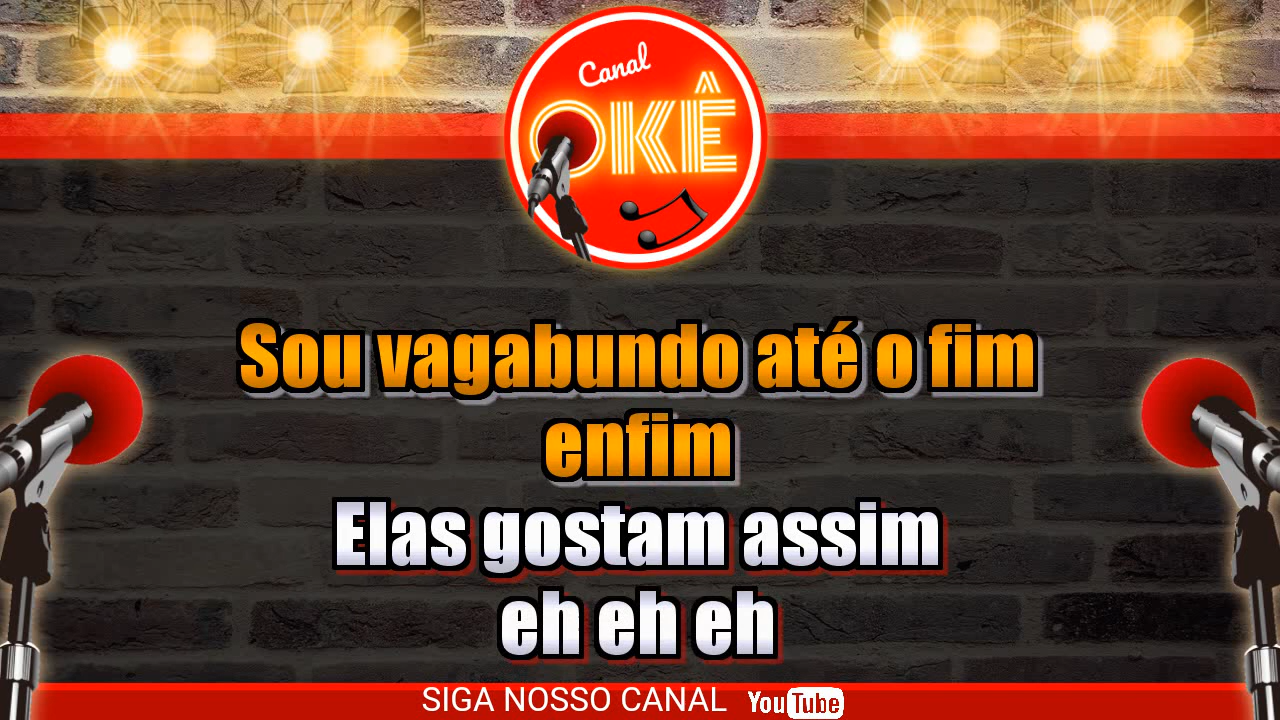 Canal
OKÊ
Sou vagabundo até o fim
enfim
Elas gostam assim
eh eh eh
SIGA NOSSO CANAL YouTube